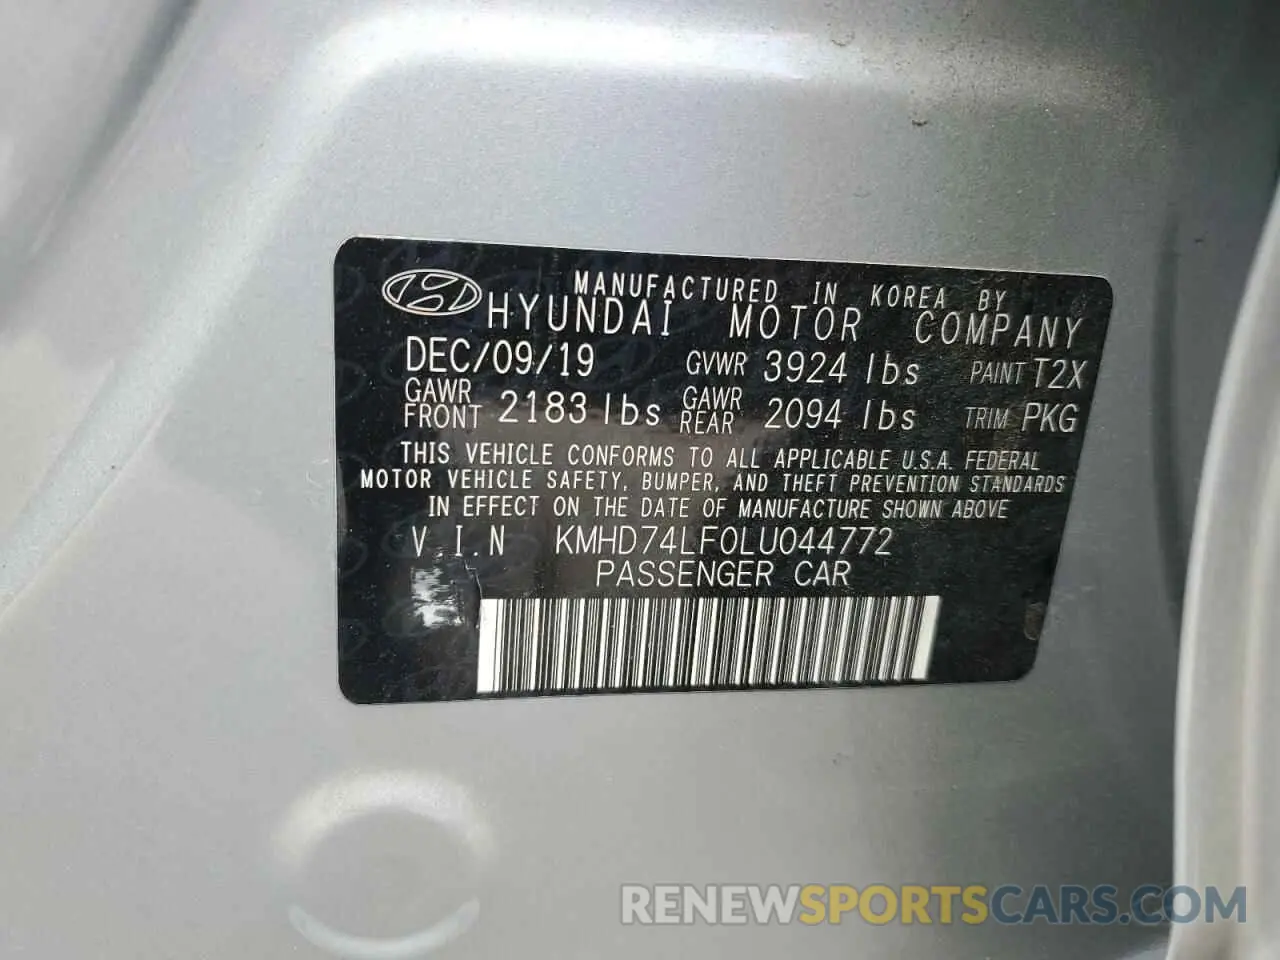 MANUFACTURED IN KOREA BY
HYUNDAI MOTOR COMPANY
DEC/09/19 GVWR 3924 lbs PAINT T2X
GAWR FRONT 2183 lbs GAWR REAR 2094 lbs TRIM PKG
THIS VEHICLE CONFORMS TO ALL APPLICABLE U.S.A. FEDERAL
MOTOR VEHICLE SAFETY, BUMPER, AND THEFT PREVENTION STANDARDS
IN EFFECT ON THE DATE OF MANUFACTURE SHOWN ABOVE
V.I.N KMHD74LF0LU044772
PASSENGER CAR
RENEWSPORTSCARS.COM